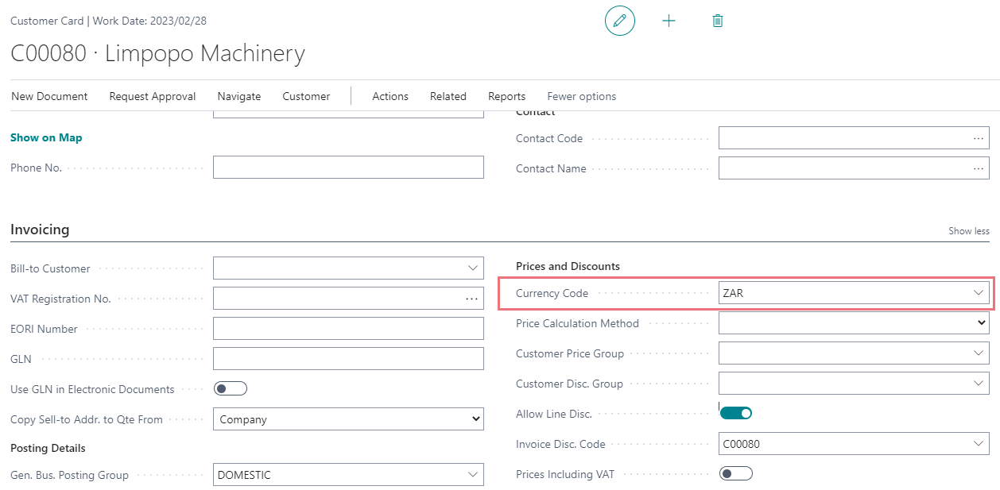 Customer Card | Work Date: 2023/02/28
C00080 · Limpopo Machinery
New Document Request Approval Navigate Customer Actions Related Reports Fewer options
Show on Map
Phone No.
Contact
Contact Code
Contact Name
Invoicing
Show less
Bill-to Customer
VAT Registration No.
EORI Number
GLN
Use GLN in Electronic Documents
Copy Sell-to Addr. to Qte From Company
Posting Details
Gen. Bus. Posting Group DOMESTIC
Prices and Discounts
Currency Code ZAR
Price Calculation Method
Customer Price Group
Customer Disc. Group
Allow Line Disc.
Invoice Disc. Code C00080
Prices Including VAT